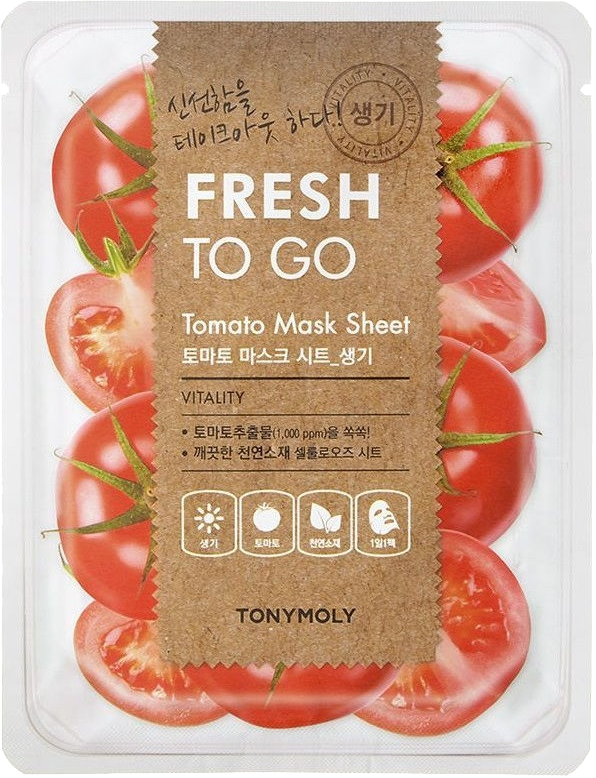 신선함을
테이크아웃 하다!
VITALITY • VITALITY • VITALITY •
생기
FRESH
TO GO
Tomato Mask Sheet
토마토 마스크 시트_생기
VITALITY
• 토마토추출물(1,000 ppm)을 쏙쏙!
• 깨끗한 천연소재 셀룰로오즈 시트
생기
토마토
천연소재
1일1팩
TONYMOLY